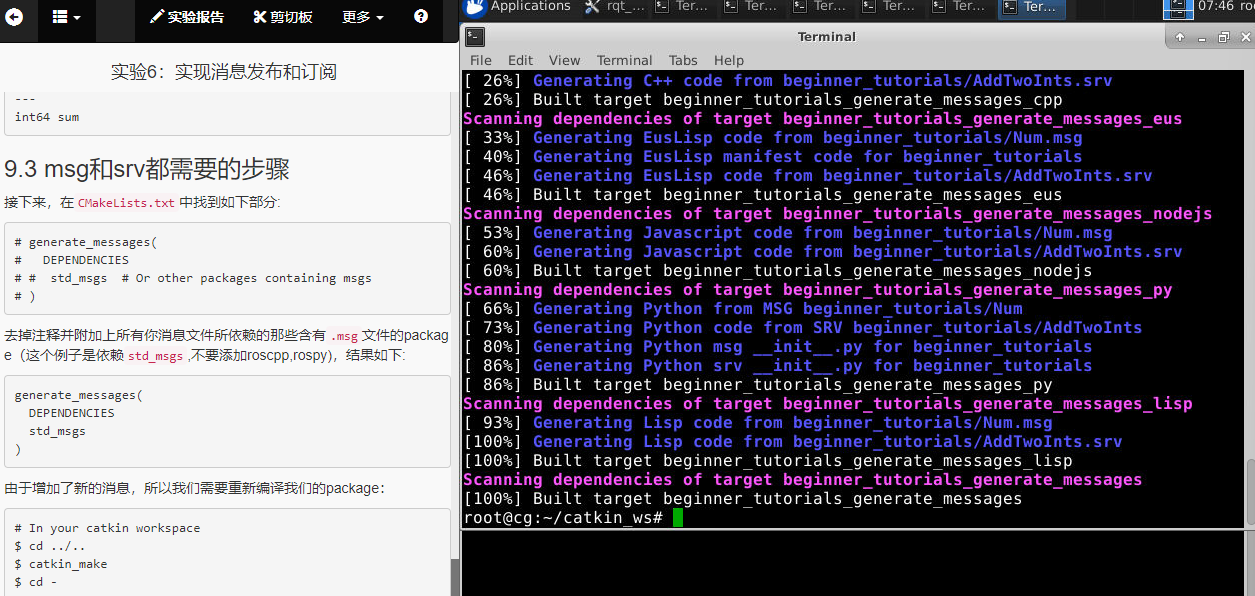 实验报告
剪切板
更多
实验6：实现消息发布和订阅
---
int64 sum
9.3 msg和srv都需要的步骤
接下来，在 CMakeLists.txt 中找到如下部分:
# generate_messages(
#   DEPENDENCIES
# #  std_msgs  # Or other packages containing msgs
# )
去掉注释并附加上所有你消息文件所依赖的那些含有 .msg 文件的packag
e（这个例子是依赖 std_msgs ,不要添加roscpp,rospy)，结果如下:
generate_messages(
  DEPENDENCIES
  std_msgs
)
由于增加了新的消息，所以我们需要重新编译我们的package：
# In your catkin workspace
$ cd ../..
$ catkin_make
$ cd -
Applications
rqt_...
Ter...
Ter...
Ter...
Ter...
Ter...
Ter...
07:46
Terminal
File Edit View Terminal Tabs Help
[ 26%] Generating C++ code from beginner_tutorials/AddTwoInts.srv
[ 26%] Built target beginner_tutorials_generate_messages_cpp
Scanning dependencies of target beginner_tutorials_generate_messages_eus
[ 33%] Generating EusLisp code from beginner_tutorials/Num.msg
[ 40%] Generating EusLisp manifest code for beginner_tutorials
[ 46%] Generating EusLisp code from beginner_tutorials/AddTwoInts.srv
[ 46%] Built target beginner_tutorials_generate_messages_eus
Scanning dependencies of target beginner_tutorials_generate_messages_nodejs
[ 53%] Generating Javascript code from beginner_tutorials/Num.msg
[ 60%] Generating Javascript code from beginner_tutorials/AddTwoInts.srv
[ 60%] Built target beginner_tutorials_generate_messages_nodejs
Scanning dependencies of target beginner_tutorials_generate_messages_py
[ 66%] Generating Python from MSG beginner_tutorials/Num
[ 73%] Generating Python code from SRV beginner_tutorials/AddTwoInts
[ 80%] Generating Python msg __init__.py for beginner_tutorials
[ 86%] Generating Python srv __init__.py for beginner_tutorials
[ 86%] Built target beginner_tutorials_generate_messages_py
Scanning dependencies of target beginner_tutorials_generate_messages_lisp
[ 93%] Generating Lisp code from beginner_tutorials/Num.msg
[100%] Generating Lisp code from beginner_tutorials/AddTwoInts.srv
[100%] Built target beginner_tutorials_generate_messages_lisp
Scanning dependencies of target beginner_tutorials_generate_messages
[100%] Built target beginner_tutorials_generate_messages
root@cg:~/catkin_ws#